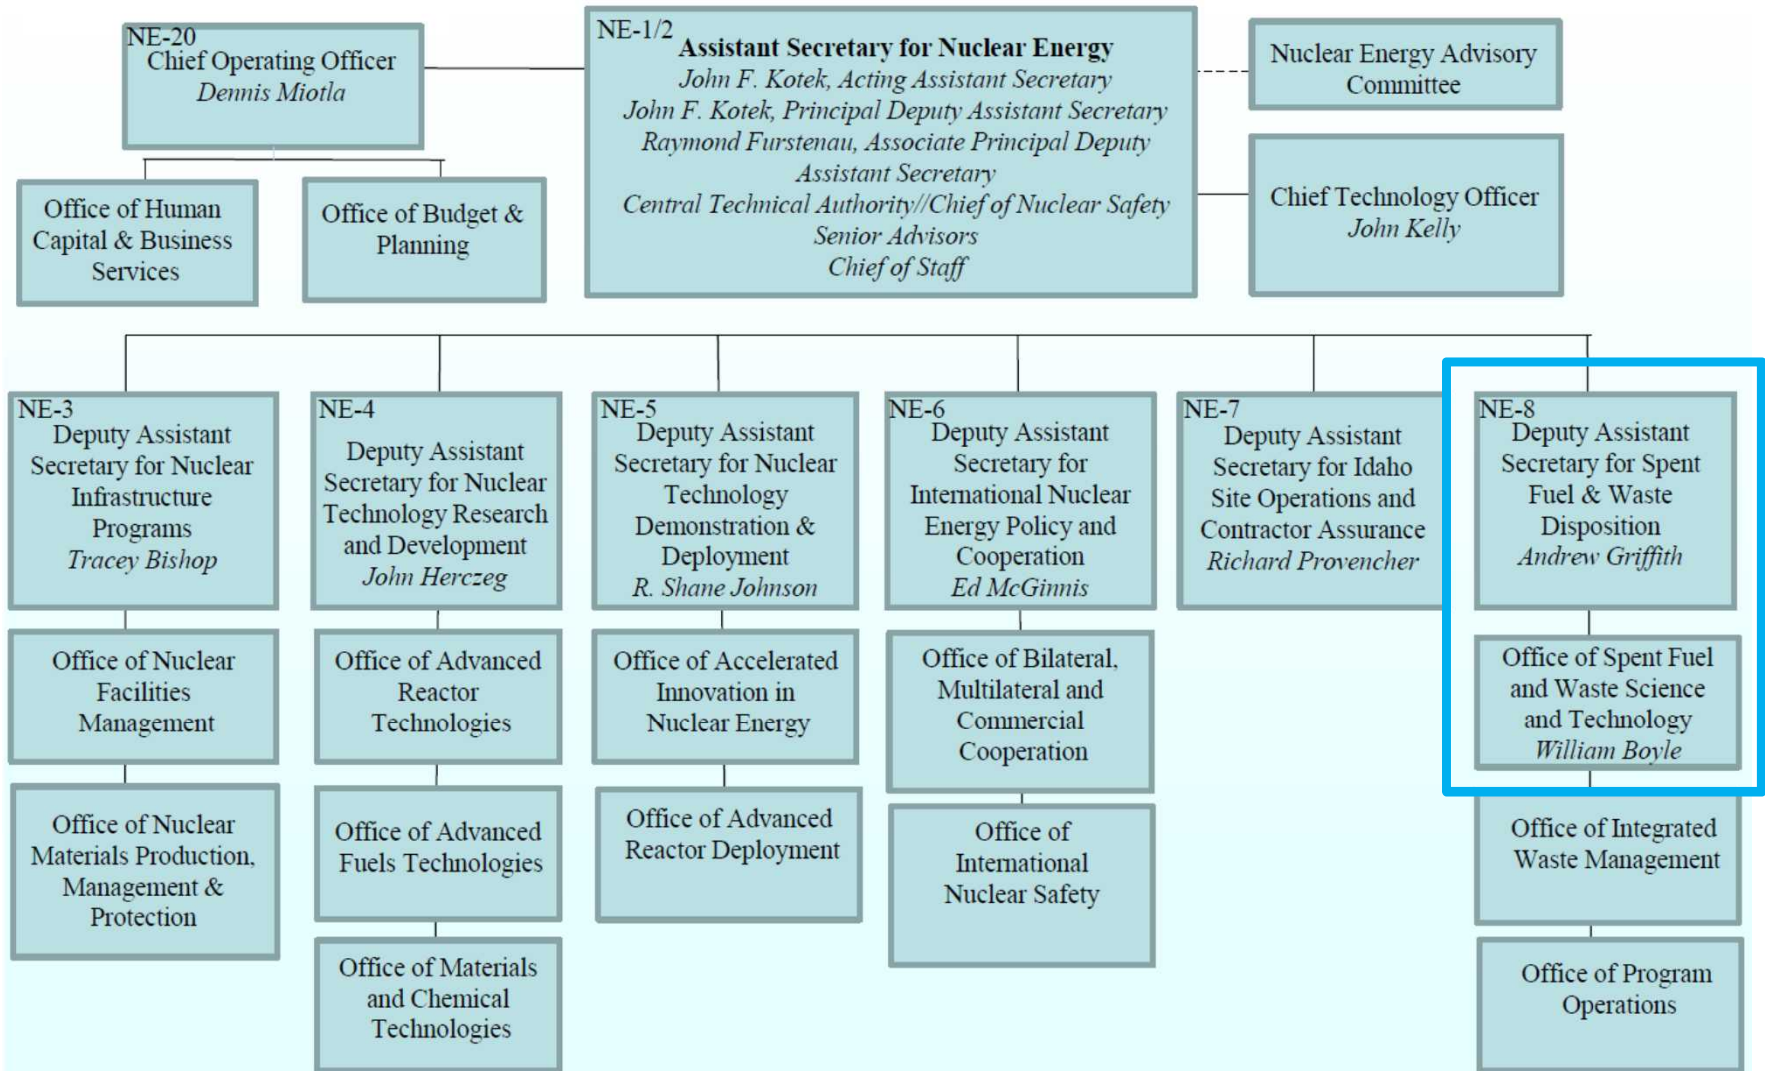 NE-20
Chief Operating Officer
Dennis Miotla
NE-1/2
Assistant Secretary for Nuclear Energy
John F. Kotek, Acting Assistant Secretary
John F. Kotek, Principal Deputy Assistant Secretary
Raymond Furstenau, Associate Principal Deputy
Assistant Secretary
Central Technical Authority//Chief of Nuclear Safety
Senior Advisors
Chief of Staff
Nuclear Energy Advisory
Committee
Chief Technology Officer
John Kelly
Office of Human
Capital & Business
Services
Office of Budget &
Planning
NE-3
Deputy Assistant
Secretary for Nuclear
Infrastructure
Programs
Tracey Bishop
Office of Nuclear
Facilities
Management
Office of Nuclear
Materials Production,
Management &
Protection
NE-4
Deputy Assistant
Secretary for Nuclear
Technology Research
and Development
John Herczeg
Office of Advanced
Reactor
Technologies
Office of Advanced
Fuels Technologies
Office of Materials
and Chemical
Technologies
NE-5
Deputy Assistant
Secretary for Nuclear
Technology
Demonstration &
Deployment
R. Shane Johnson
Office of Accelerated
Innovation in
Nuclear Energy
Office of Advanced
Reactor Deployment
NE-6
Deputy Assistant
Secretary for
International Nuclear
Energy Policy and
Cooperation
Ed McGinnis
Office of Bilateral,
Multilateral and
Commercial
Cooperation
Office of
International
Nuclear Safety
NE-7
Deputy Assistant
Secretary for Idaho
Site Operations and
Contractor Assurance
Richard Provencher
NE-8
Deputy Assistant
Secretary for Spent
Fuel & Waste
Disposition
Andrew Griffith
Office of Spent Fuel
and Waste Science
and Technology
William Boyle
Office of Integrated
Waste Management
Office of Program
Operations